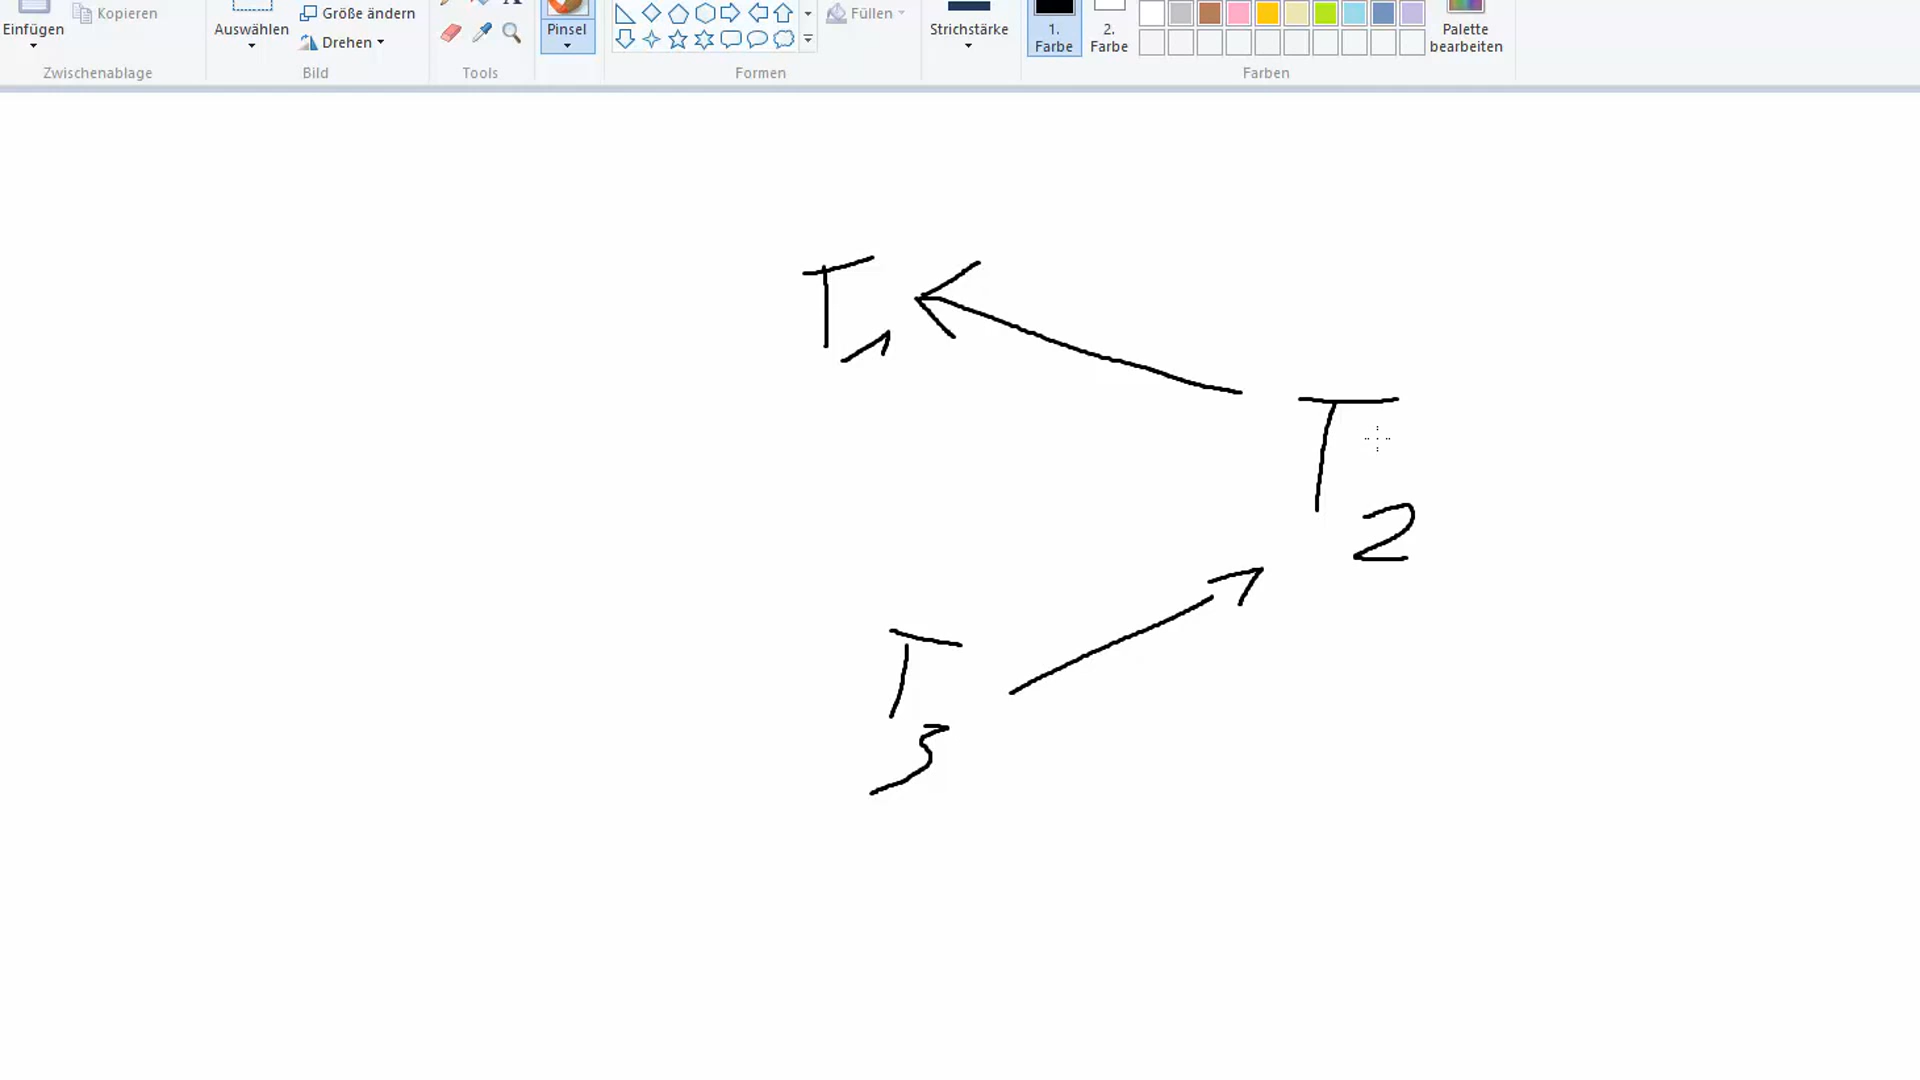 Einfügen
Kopieren
Zwischenablage
Auswählen
Größe ändern
Drehen
Bild
Tools
Pinsel
Formen
Füllen
Strichstärke
1.
Farbe
2.
Farbe
Palette
bearbeiten
Farben
T1
T2
T3